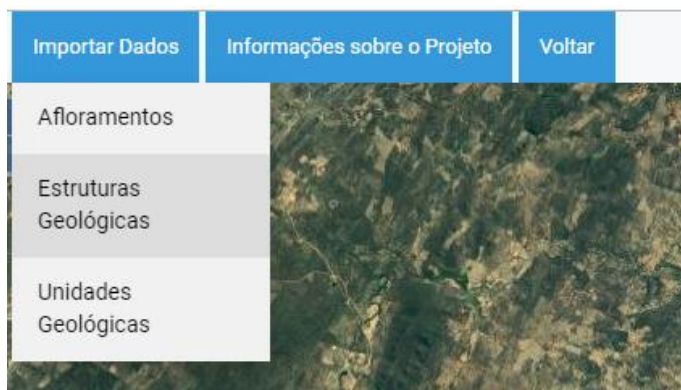 Importar Dados Informações sobre o Projeto Voltar
Afloramentos
Estruturas
Geológicas
Unidades
Geológicas